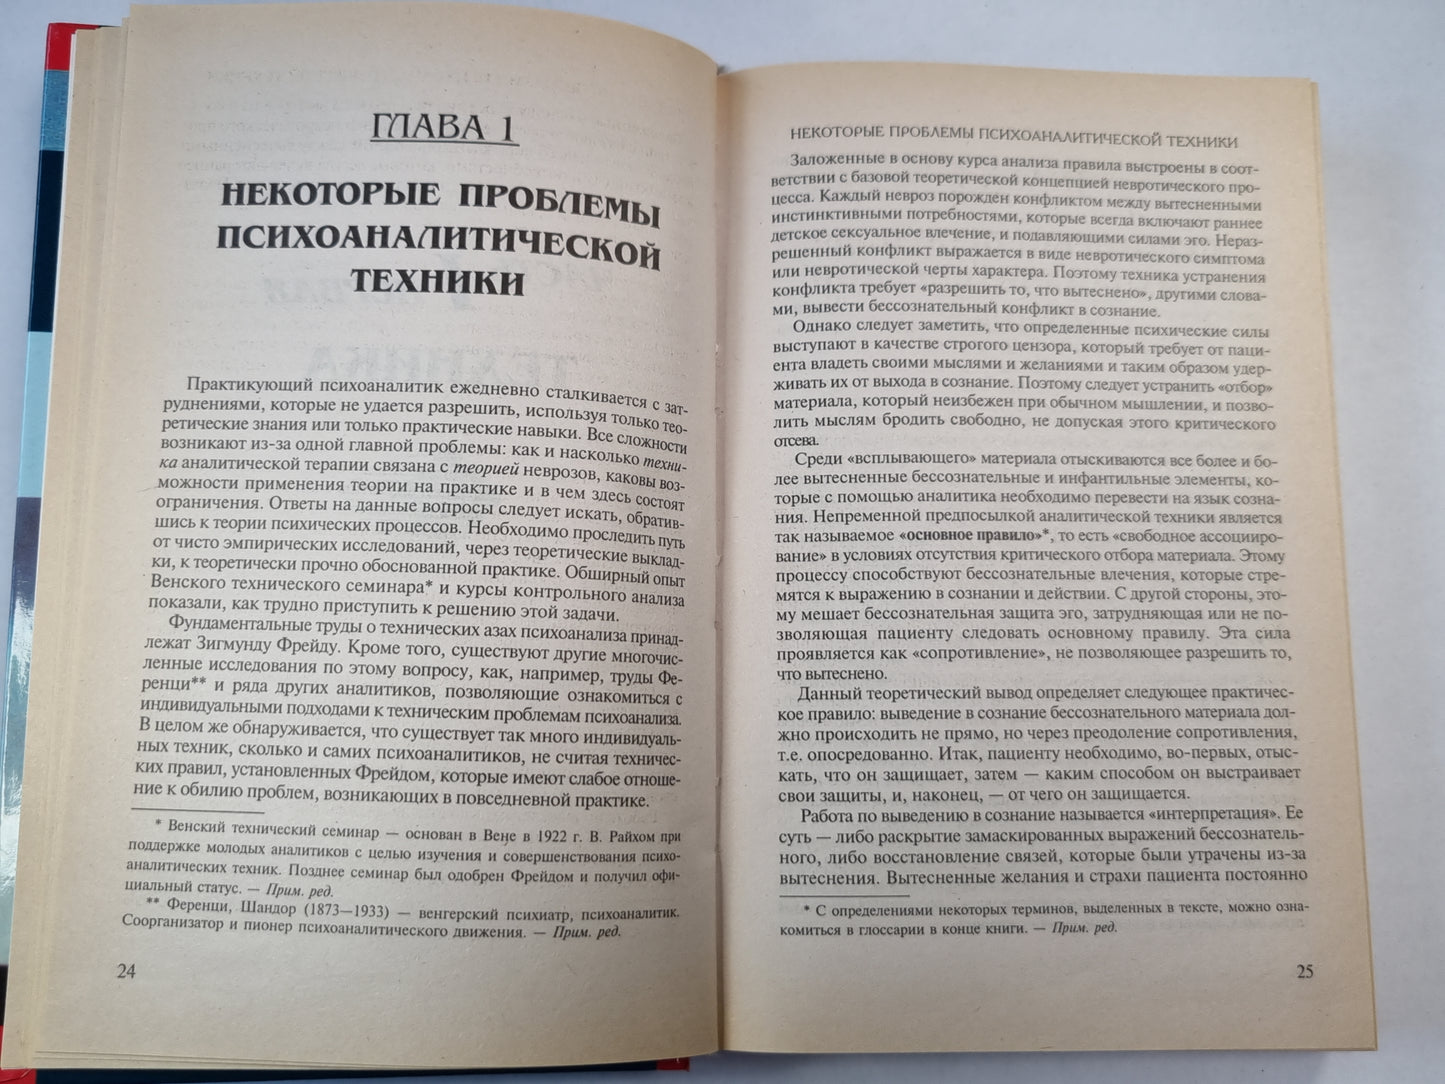 ГЛАВА 1
НЕКОТОРЫЕ ПРОБЛЕМЫ
ПСИХОАНАЛИТИЧЕСКОЙ
ТЕХНИКИ
Практикующий психоаналитик ежедневно сталкивается с зат-
руднениями, которые не удается разрешить, используя только тео-
ретические знания или только практические навыки. Все сложности
возникают из-за одной главной проблемы: как и насколько техни-
ка аналитической терапии связана с теорией неврозов, каковы воз-
можности применения теории на практике и в чем здесь состоят
ограничения. Ответы на данные вопросы следует искать, обратив-
шись к теории психических процессов. Необходимо проследить путь
от чисто эмпирических исследований, через теоретические выклад-
ки, к теоретически прочно обоснованной практике. Обширный опыт
Венского технического семинара* и курсы контрольного анализа
показали, как трудно приступить к решению этой задачи.
Фундаментальные труды о технических азах психоанализа принад-
лежат Зигмунду Фрейду. Кроме того, существуют другие многочис-
ленные исследования по этому вопросу, как, например, труды Фе-
ренци** и ряда других аналитиков, позволяющие ознакомиться с
индивидуальными подходами к техническим проблемам психоанализа.
В целом же обнаруживается, что существует так много индивидуаль-
ных техник, сколько и самих психоаналитиков, не считая техничес-
ких правил, установленных Фрейдом, которые имеют слабое отноше-
ние к обилию проблем, возникающих в повседневной практике.
* Венский технический семинар — основан в Вене в 1922 г. В. Райхом при
поддержке молодых аналитиков с целью изучения и совершенствования психо-
аналитических техник. Позднее семинар был одобрен Фрейдом и получил офи-
циальный статус. — Прим. ред.
** Ференци, Шандор (1873—1933) — венгерский психиатр, психоаналитик.
Соорганизатор и пионер психоаналитического движения. — Прим. ред.
24
НЕКОТОРЫЕ ПРОБЛЕМЫ ПСИХОАНАЛИТИЧЕСКОЙ ТЕХНИКИ
Заложенные в основу курса анализа правила выстроены в соот-
ветствии с базовой теоретической концепцией невротического про-
цесса. Каждый невроз порожден конфликтом между вытесненными
инстинктивными потребностями, которые всегда включают раннее
детское сексуальное влечение, и подавляющими силами эго. Нераз-
решенный конфликт выражается в виде невротического симптома
или невротической черты характера. Поэтому техника устранения
конфликта требует «разрешить то, что вытеснено», другими слова-
ми, вывести бессознательный конфликт в сознание.
Однако следует заметить, что определенные психические силы
выступают в качестве строгого цензора, который требует от паци-
ента владеть своими мыслями и желаниями и таким образом удер-
живать их от выхода в сознание. Поэтому следует устранить «отбор»
материала, который неизбежен при обычном мышлении, и позво-
лить мыслям бродить свободно, не допуская этого критического
отсева.
Среди «всплывающего» материала отыскиваются все более и бо-
лее вытесненные бессознательные и инфантильные элементы, ко-
торые с помощью аналитика необходимо перевести на язык созна-
ния. Непременной предпосылкой аналитической техники является
так называемое «основное правило»*, то есть «свободное ассоцииро-
вание» в условиях отсутствия критического отбора материала. Этому
процессу способствуют бессознательные влечения, которые стре-
мятся к выражению в сознании и действии. С другой стороны, это-
му мешает бессознательная защита эго, затрудняющая или не по-
зволяющая пациенту следовать основному правилу. Эта сила
проявляется как «сопротивление», не позволяющее разрешить то,
что вытеснено.
Данный теоретический вывод определяет следующее практичес-
кое правило: выведение в сознание бессознательного материала дол-
жно происходить не прямо, но через преодоление сопротивления,
т.е. опосредованно. Итак, пациенту необходимо, во-первых, отыс-
кать, что он защищает, затем — каким способом он выстраивает
свои защиты, и, наконец, — от чего он защищается.
Работа по выведению в сознание называется «интерпретация». Ее
суть — либо раскрытие замаскированных выражений бессознатель-
ного, либо восстановление связей, которые были утрачены из-за
вытеснения. Вытесненные желания и страхи пациента постоянно
* С определениями некоторых терминов, выделенных в тексте, можно озна-
комиться в глоссарии в конце книги. — Прим. ред.
25